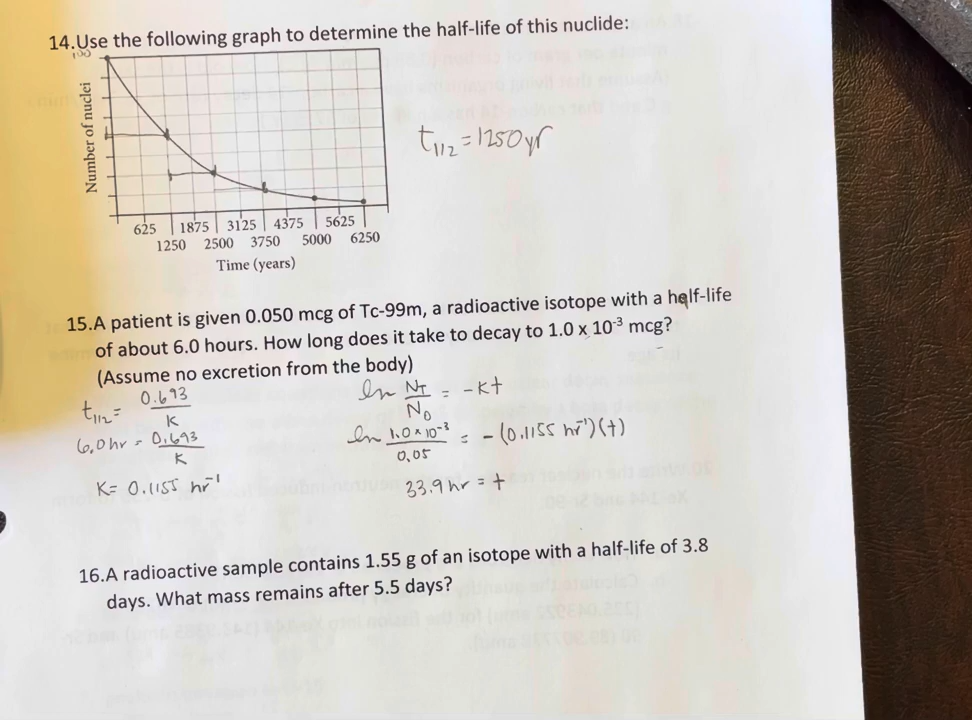 14.Use the following graph to determine the half-life of this nuclide:
100
Number of nuclei
t1/2 = 1250 yr
625 1875 3125 4375 5625
1250 2500 3750 5000 6250
Time (years)
15.A patient is given 0.050 mcg of Tc-99m, a radioactive isotope with a half-life
of about 6.0 hours. How long does it take to decay to 1.0 x 10⁻³ mcg?
(Assume no excretion from the body)
t1/2 = 0.693/K
ln NT/N0 = -Kt
6.0 hr = 0.693/K
ln 1.0 x 10⁻³/0.05 = - (0.1155 hr⁻¹)(t)
K = 0.1155 hr⁻¹
33.9 hr = t
16.A radioactive sample contains 1.55 g of an isotope with a half-life of 3.8
days. What mass remains after 5.5 days?